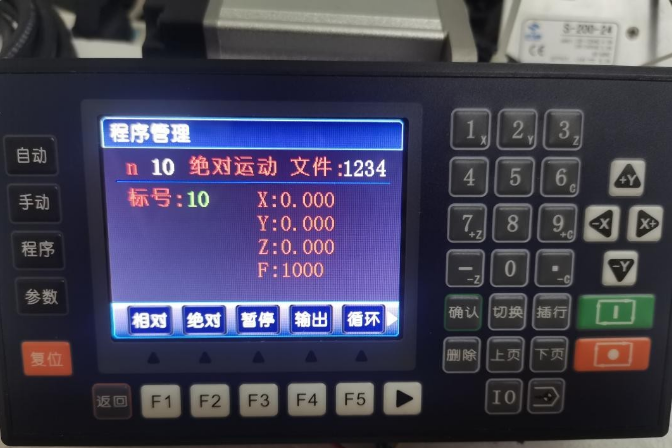 S-200-24
CE
程序管理
n 10 绝对运动 文件:1234
标号:10
X:0.000
Y:0.000
Z:0.000
F:1000
相对 绝对 暂停 输出 循环
自动
手动
程序
参数
复位
返回 F1 F2 F3 F4 F5
1X 2Y 3Z
4 5 6C
7+Z 8 9+C
−-Z 0 .-C
确认 切换 插行
删除 上页 下页
IO
+Y
-X X+
-Y